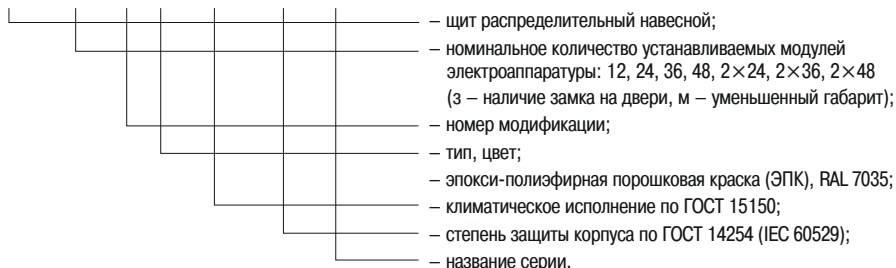 – щит распределительный навесной;
– номинальное количество устанавливаемых модулей
электроаппаратуры: 12, 24, 36, 48, 2×24, 2×36, 2×48
(з – наличие замка на двери, м – уменьшенный габарит);
– номер модификации;
– тип, цвет;
– эпокси-полиэфирная порошковая краска (ЭПК), RAL 7035;
– климатическое исполнение по ГОСТ 15150;
– степень защиты корпуса по ГОСТ 14254 (IEC 60529);
– название серии.